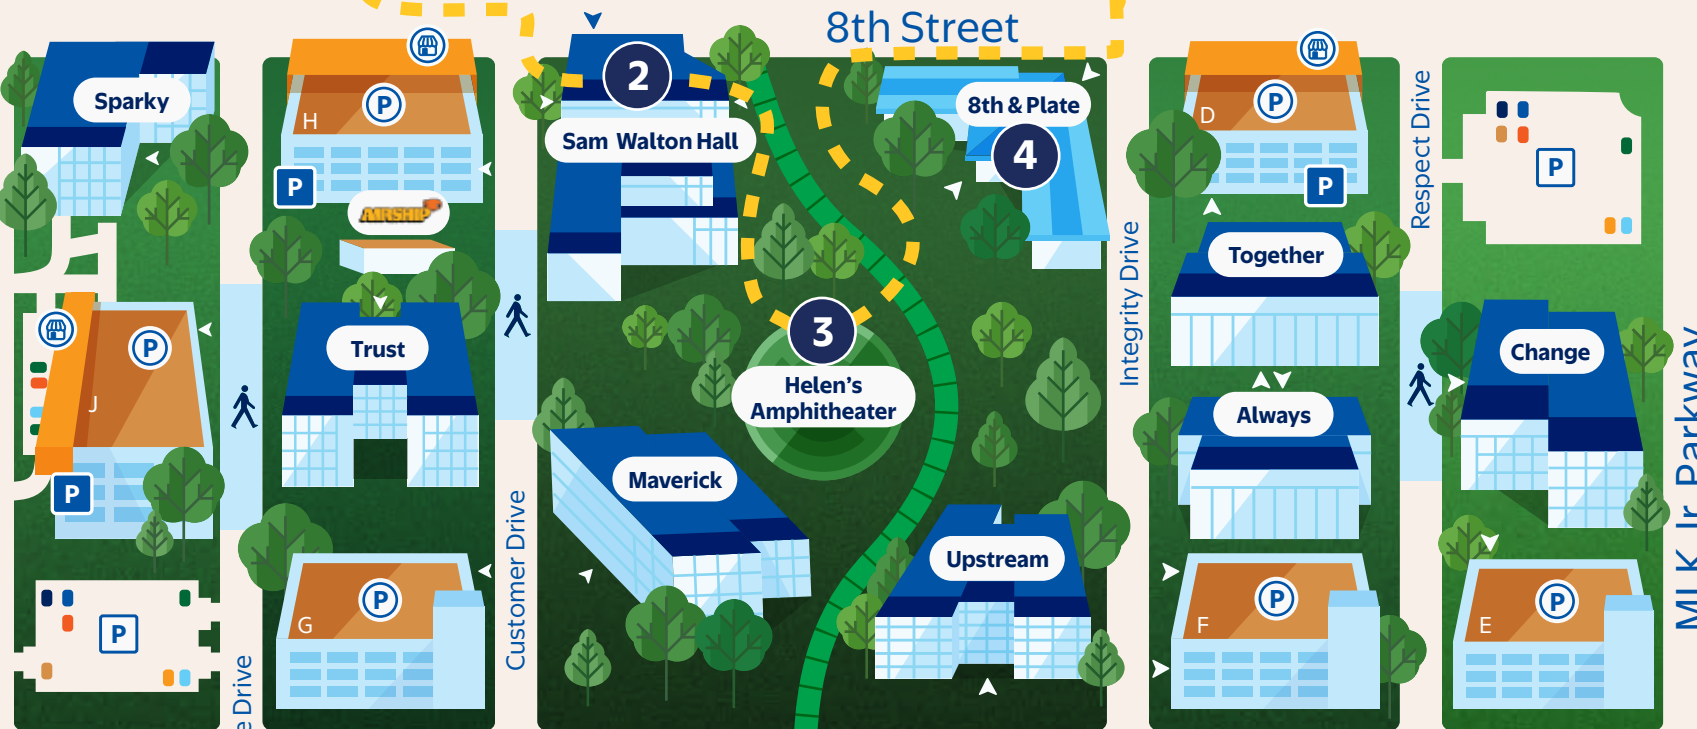 8th Street
2
Sparky
P
H
Sam Walton Hall
8th & Plate
4
P
D
P
P
P
AIRSHIP
Respect Drive
Together
Integrity Drive
3
Helen's
Amphitheater
Trust
P
J
P
Change
Always
Maverick
MLK Jr Parkway
Customer Drive
Upstream
P
G
P
P
F
P
E
e Drive